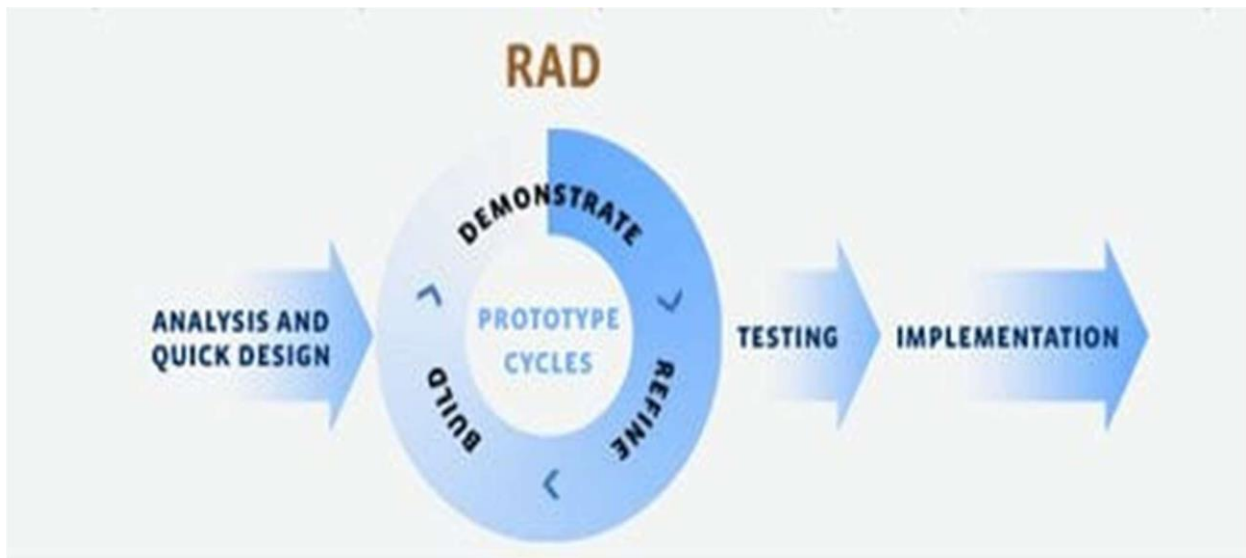 RAD
ANALYSIS AND
QUICK DESIGN
DEMONSTRATE
REFINE
BUILD
PROTOTYPE
CYCLES
TESTING
IMPLEMENTATION